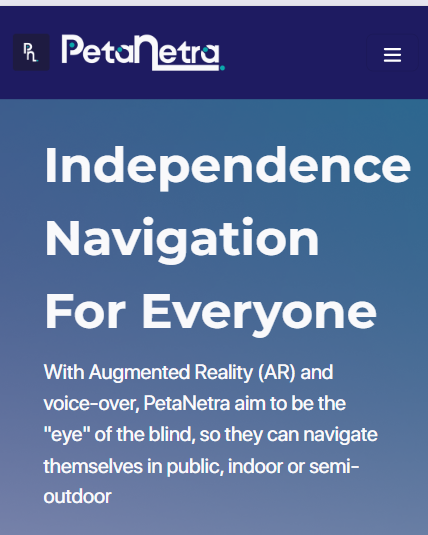 PetaNetra
Independence
Navigation
For Everyone
With Augmented Reality (AR) and
voice-over, PetaNetra aim to be the
"eye" of the blind, so they can navigate
themselves in public, indoor or semi-
outdoor